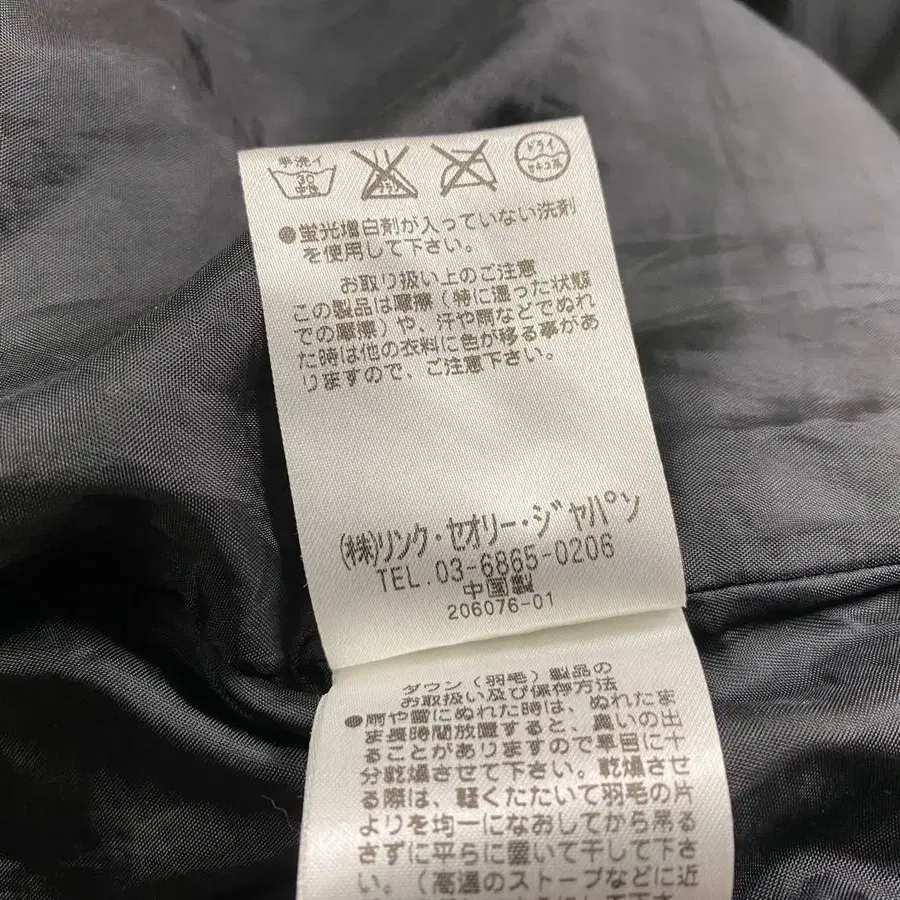 手洗イ
30
中性
ドライ
セキユ系
●蛍光増白剤が入っていない洗剤
を使用して下さい。
お取り扱い上のご注意
この製品は摩擦(特に湿った状態
での摩擦)や、汗や雨などでぬれ
た時は他の衣料に色が移る事があ
りますので、ご注意下さい。
(株)リンク・セオリー・ジャパン
TEL.03-6865-0206
中国製
206076-01
ダウン(羽毛)製品の
お取扱い及び保存方法
●雨や雪にぬれた時は、ぬれたま
ま長時間放置すると、臭いの出
ることがありますので早目に十
分乾燥させて下さい。乾燥させ
る際は、軽くたたいて羽毛の片
よりを均一になおしてから吊る
さずに平らに置いて干して下さ
い。(高温のストーブなどに近